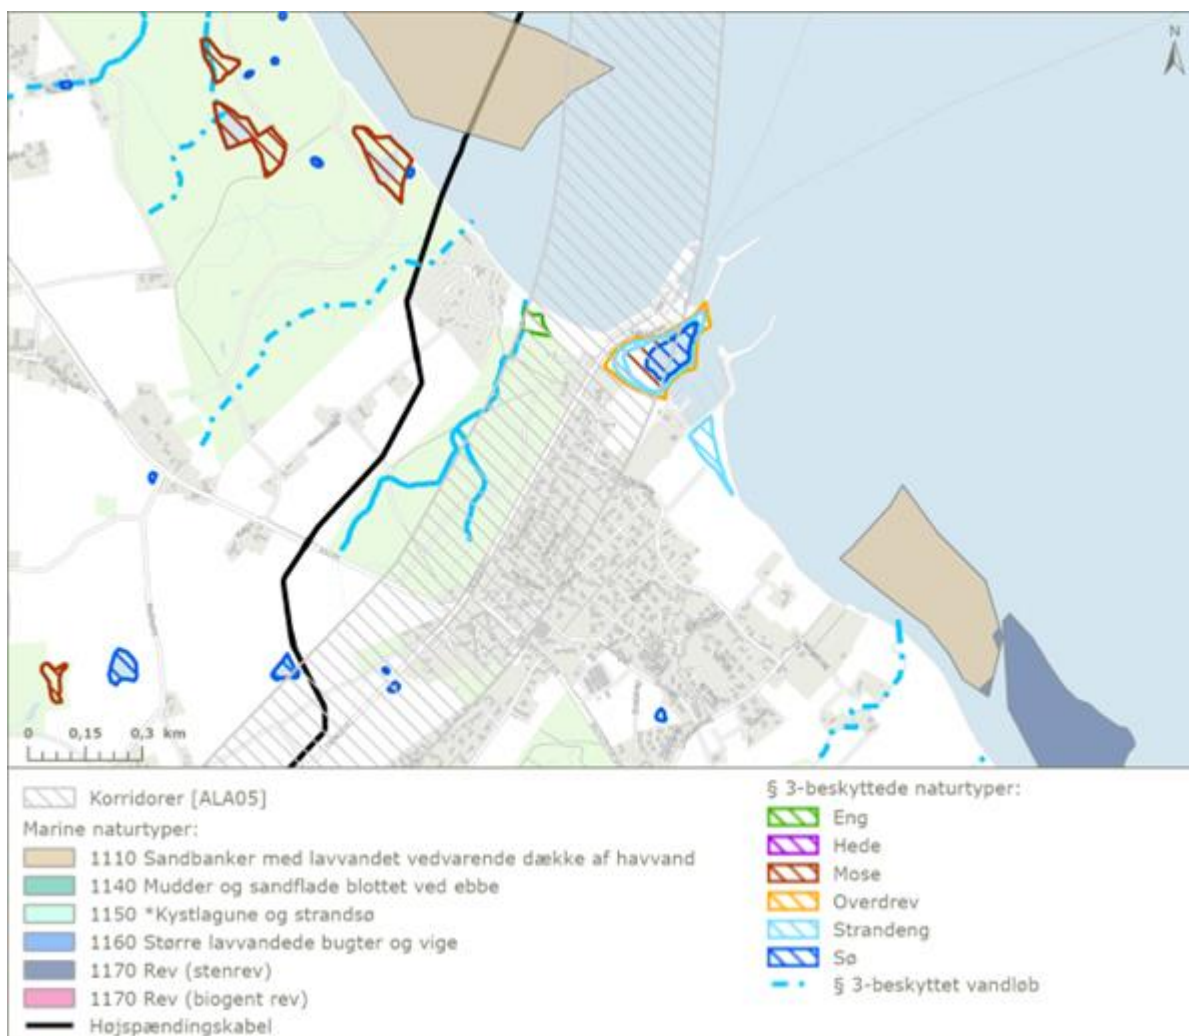 N
0 0,15 0,3 km
Korridorer [ALA05]
Marine naturtyper:
1110 Sandbanker med lavvandet vedvarende dække af havvand
1140 Mudder og sandflade blottet ved ebbe
1150 *Kystlagune og strandsø
1160 Større lavvandede bugter og vige
1170 Rev (stenrev)
1170 Rev (biogent rev)
Højspændingskabel
§ 3-beskyttede naturtyper:
Eng
Hede
Mose
Overdrev
Strandeng
Sø
§ 3-beskyttet vandløb